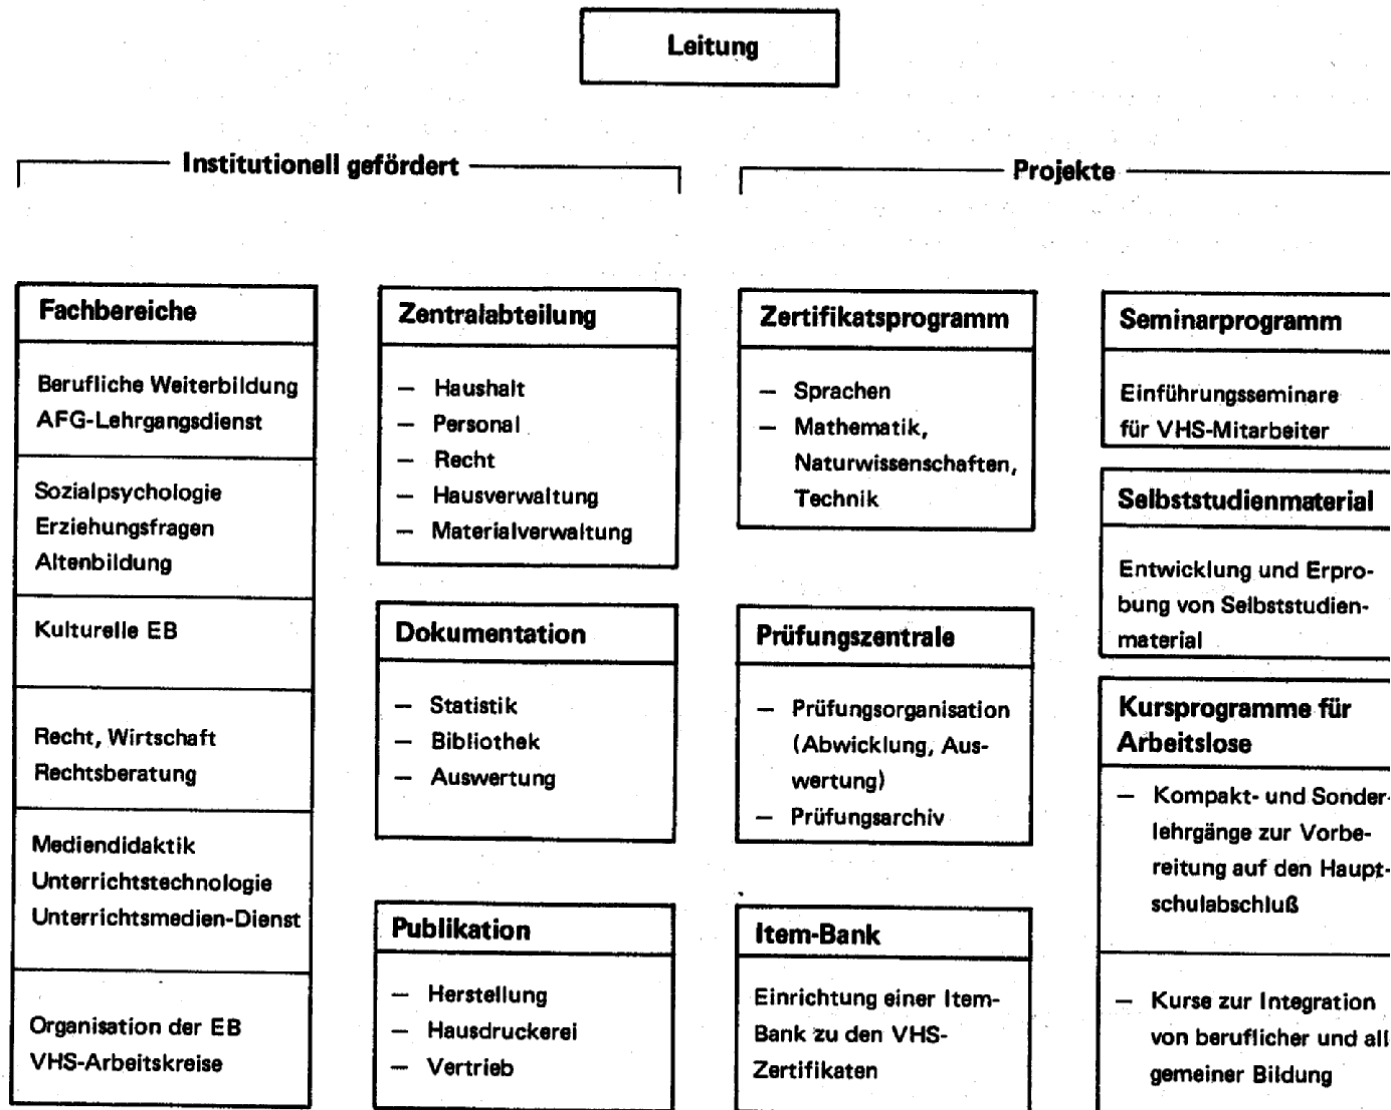 Leitung
Institutionell gefördert
Projekte
Fachbereiche
Berufliche Weiterbildung
AFG-Lehrgangsdienst
Sozialpsychologie
Erziehungsfragen
Altenbildung
Kulturelle EB
Recht, Wirtschaft
Rechtsberatung
Mediendidaktik
Unterrichtstechnologie
Unterrichtsmedien-Dienst
Organisation der EB
VHS-Arbeitskreise
Zentralabteilung
— Haushalt
— Personal
— Recht
— Hausverwaltung
— Materialverwaltung
Dokumentation
— Statistik
— Bibliothek
— Auswertung
Publikation
— Herstellung
— Hausdruckerei
— Vertrieb
Zertifikatsprogramm
— Sprachen
— Mathematik,
Naturwissenschaften,
Technik
Prüfungszentrale
— Prüfungsorganisation
(Abwicklung, Aus-
wertung)
— Prüfungsarchiv
Item-Bank
Einrichtung einer Item-
Bank zu den VHS-
Zertifikaten
Seminarprogramm
Einführungsseminare
für VHS-Mitarbeiter
Selbststudienmaterial
Entwicklung und Erpro-
bung von Selbststudien-
material
Kursprogramme für
Arbeitslose
— Kompakt- und Sonder-
lehrgänge zur Vorbe-
reitung auf den Haupt-
schulabschluß
— Kurse zur Integration
von beruflicher und all-
gemeiner Bildung